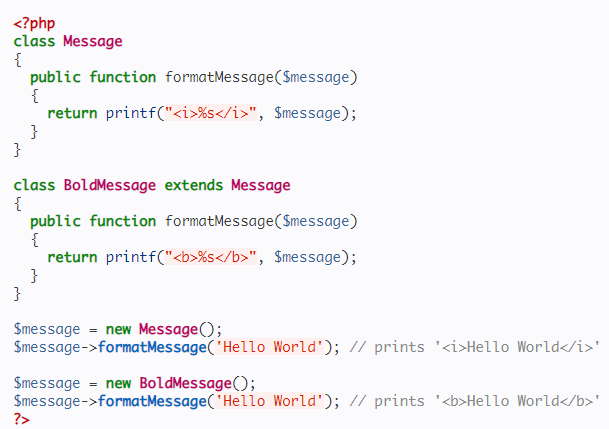 <?php
class Message
{
  public function formatMessage($message)
  {
    return printf("<i>%s</i>", $message);
  }
}

class BoldMessage extends Message
{
  public function formatMessage($message)
  {
    return printf("<b>%s</b>", $message);
  }
}

$message = new Message();
$message->formatMessage('Hello World'); // prints '<i>Hello World</i>'

$message = new BoldMessage();
$message->formatMessage('Hello World'); // prints '<b>Hello World</b>'
?>